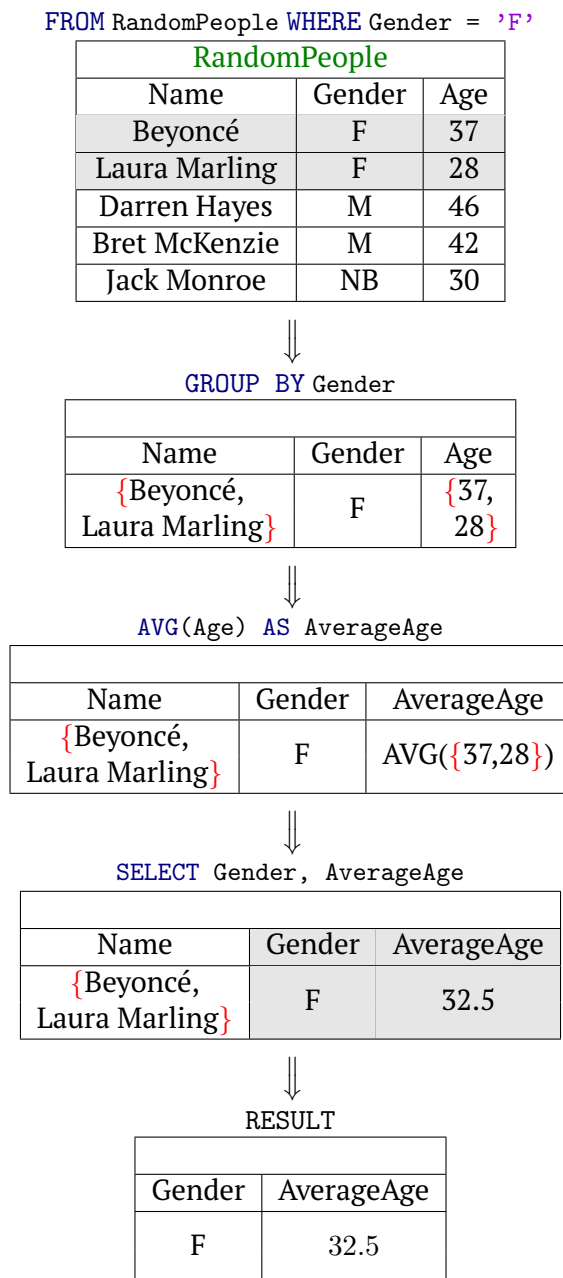 FROM RandomPeople WHERE Gender = ’F’
RandomPeople
Name Gender Age
Beyoncé F 37
Laura Marling F 28
Darren Hayes M 46
Bret McKenzie M 42
Jack Monroe NB 30
⇓
GROUP BY Gender
Name Gender Age
{Beyoncé, Laura Marling} F {37, 28}
⇓
AVG(Age) AS AverageAge
Name Gender AverageAge
{Beyoncé, Laura Marling} F AVG({37,28})
⇓
SELECT Gender, AverageAge
Name Gender AverageAge
{Beyoncé, Laura Marling} F 32.5
⇓
RESULT
Gender AverageAge
F 32.5